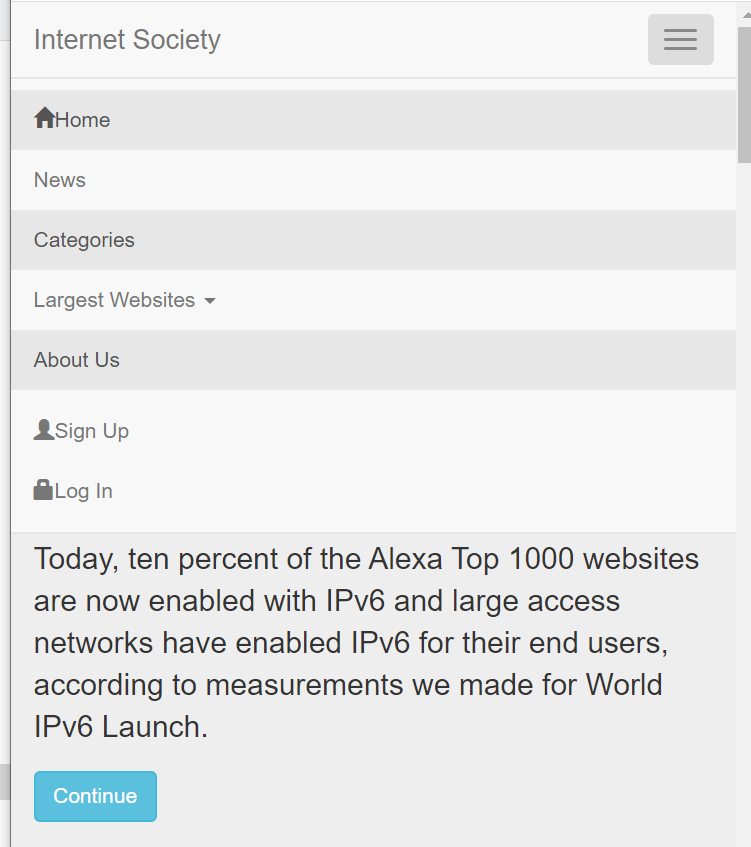 Internet Society
Home
News
Categories
Largest Websites
About Us
Sign Up
Log In
Today, ten percent of the Alexa Top 1000 websites
are now enabled with IPv6 and large access
networks have enabled IPv6 for their end users,
according to measurements we made for World
IPv6 Launch.
Continue